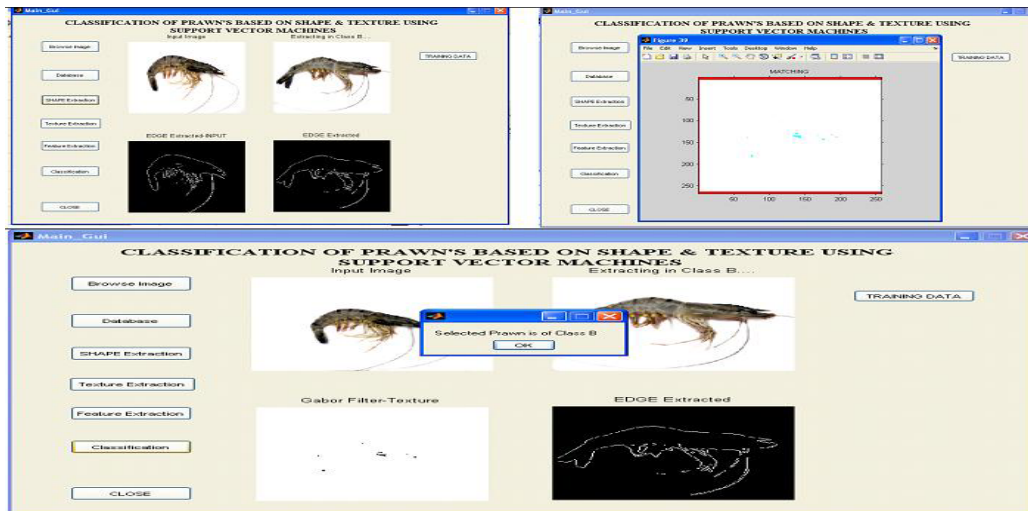 Main_Gui
CLASSIFICATION OF PRAWN'S BASED ON SHAPE & TEXTURE USING
SUPPORT VECTOR MACHINES
Input Image
Extracting in Class B...
Browse Image
TRAINING DATA
Database
SHAPE Extraction
Texture Extraction
EDGE Extracted-INPUT
EDGE Extracted
Feature Extraction
Classification
CLOSE
Main_Gui
CLASSIFICATION OF PRAWN'S BASED ON SHAPE & TEXTURE USING
SUPPORT VECTOR MACHINES
Browse Image
Figure 39
File Edit View Insert Tools Desktop Window Help
TRAINING DATA
MATCHING
Database
SHAPE Extraction
Texture Extraction
Feature Extraction
Classification
CLOSE
50
100
150
200
250
50 100 150 200 250
Main_Gui
CLASSIFICATION OF PRAWN'S BASED ON SHAPE & TEXTURE USING
SUPPORT VECTOR MACHINES
Input Image
Extracting in Class B....
Browse Image
TRAINING DATA
Database
Selected Prawn is of Class B
OK
SHAPE Extraction
Texture Extraction
Gabor Filter-Texture
EDGE Extracted
Feature Extraction
Classification
CLOSE